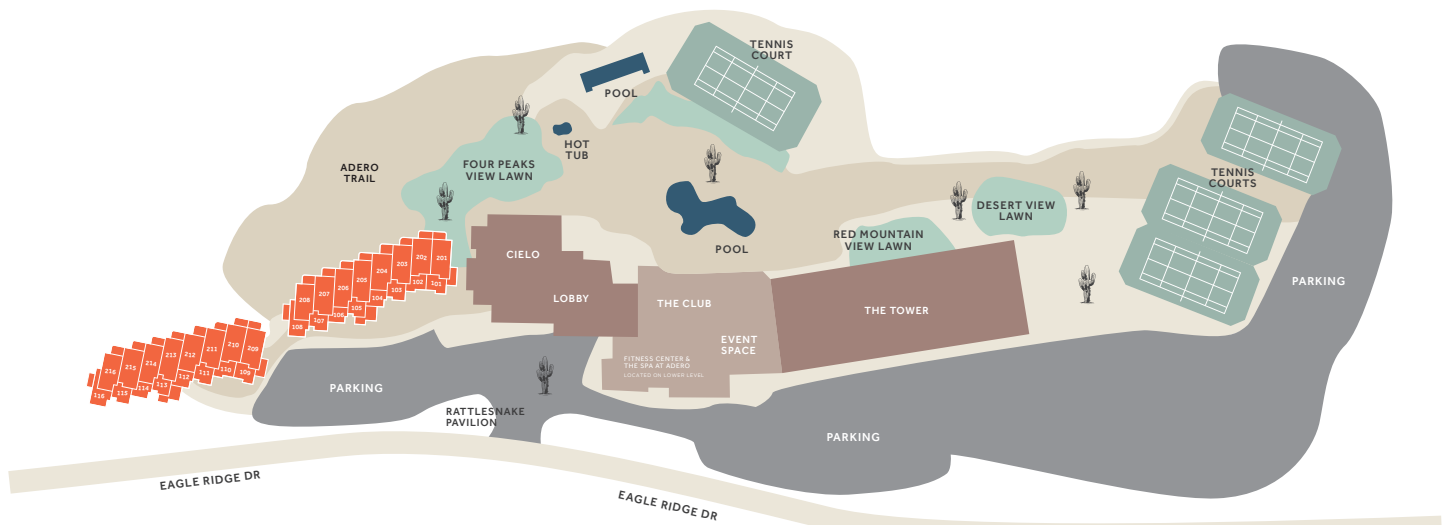 TENNIS
COURT
POOL
HOT
TUB
ADERO
TRAIL
FOUR PEAKS
VIEW LAWN
TENNIS
COURTS
DESERT VIEW
LAWN
RED MOUNTAIN
VIEW LAWN
POOL
CIELO
LOBBY
THE CLUB
THE TOWER
EVENT
SPACE
FITNESS CENTER &
THE SPA AT ADERO
LOCATED ON LOWER LEVEL
PARKING
PARKING
RATTLESNAKE
PAVILION
PARKING
EAGLE RIDGE DR
EAGLE RIDGE DR
201
202
203
204
205
206
207
208
101
102
103
104
105
106
107
108
209
210
211
212
213
214
215
216
109
110
111
112
113
114
115
116